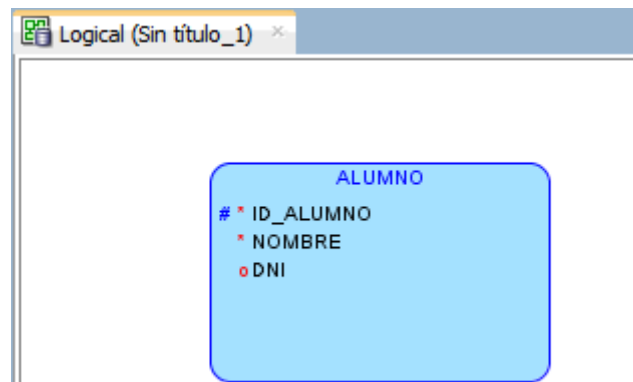 Logical (Sin título_1)
ALUMNO
# * ID_ALUMNO
* NOMBRE
o DNI